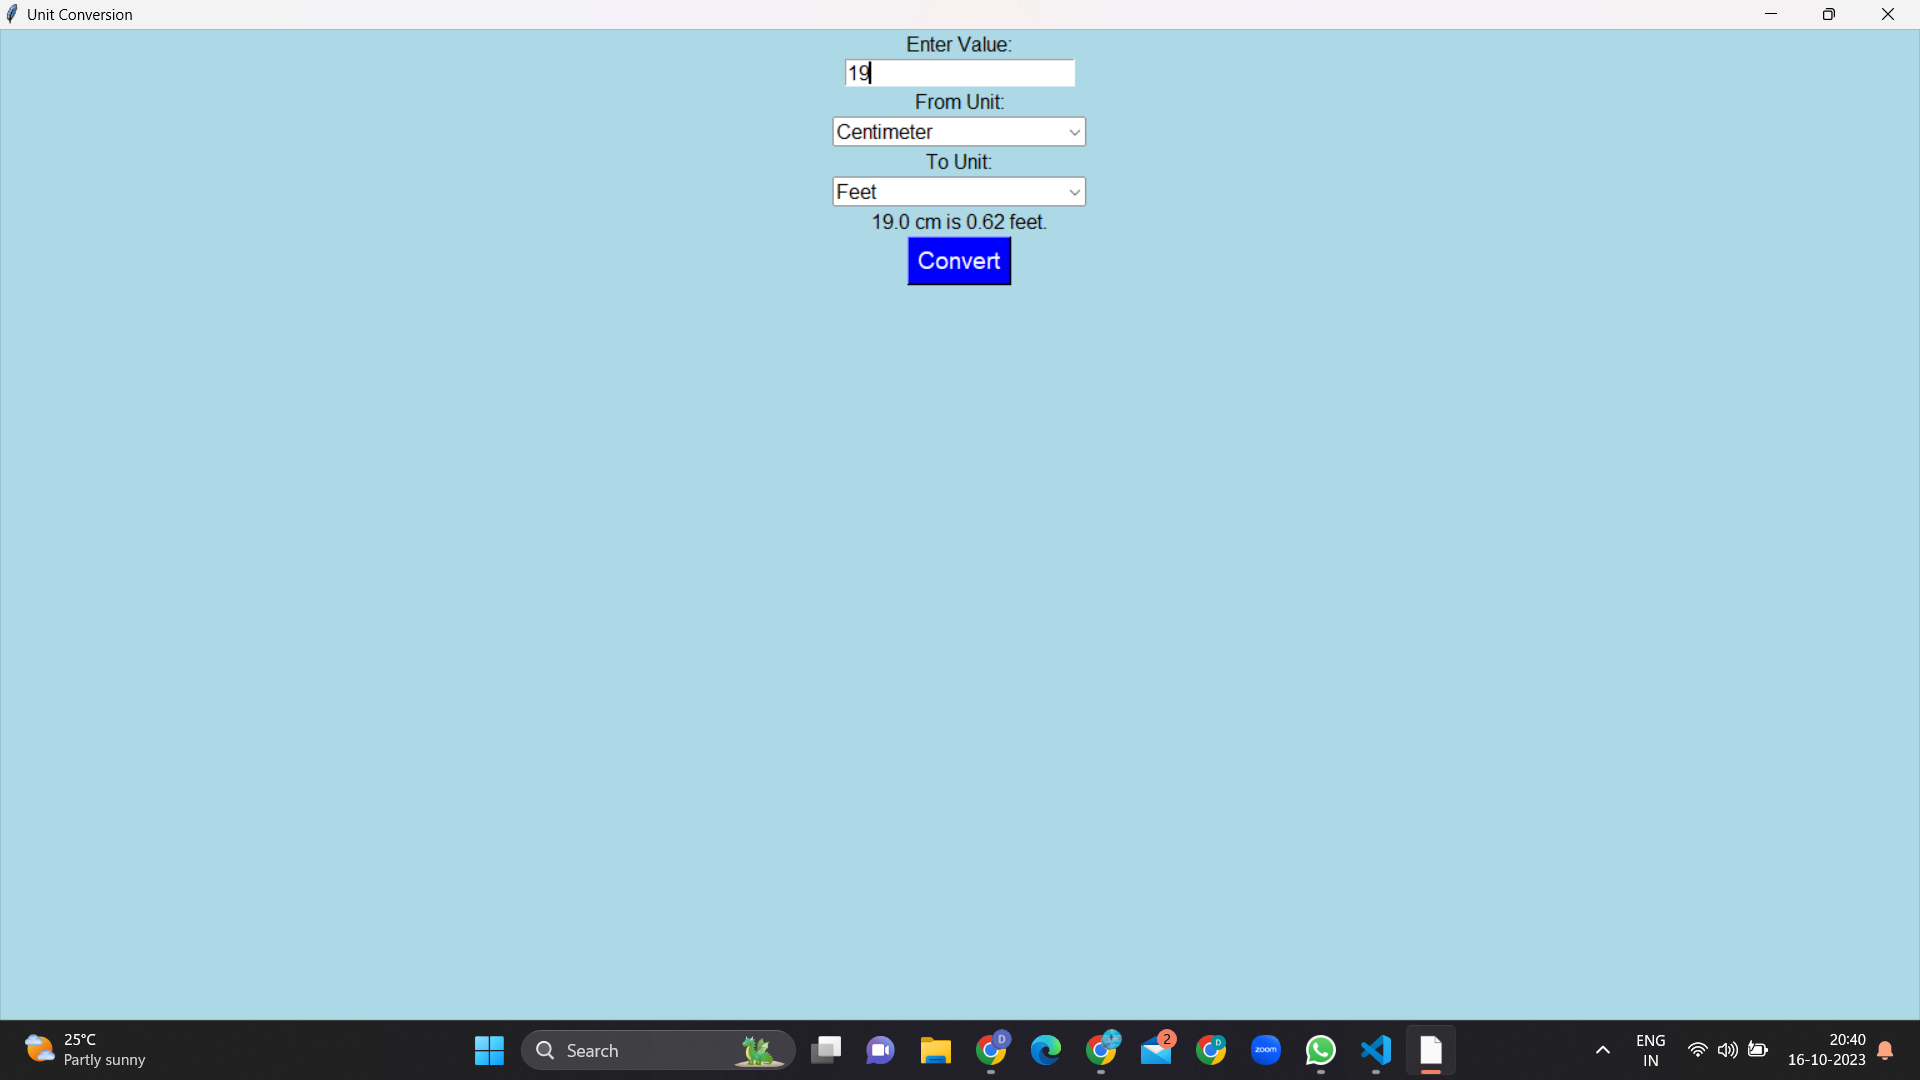 Unit Conversion
Enter Value:
19
From Unit:
Centimeter
To Unit:
Feet
19.0 cm is 0.62 feet.
Convert
25°C
Partly sunny
Search
D
2
D
zoom
ENG
IN
20:40
16-10-2023